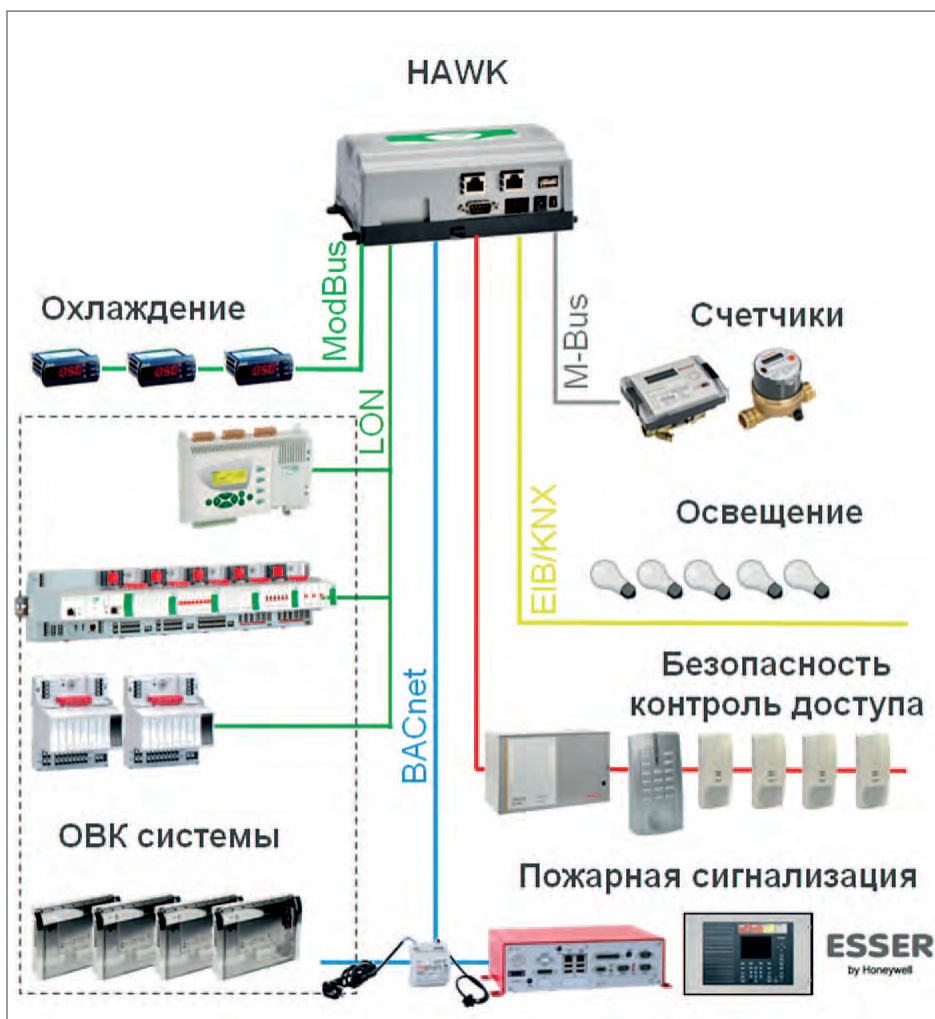 HAWK
ModBus
Охлаждение
M-Bus
Счетчики
LON
EIB/KNX
Освещение
BACnet
Безопасность
контроль доступа
ОВК системы
Пожарная сигнализация
ESSER
by Honeywell